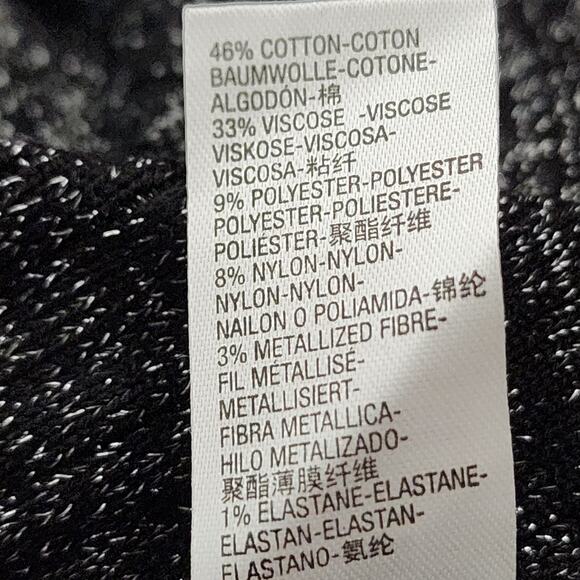 46% COTTON-COTON
BAUMWOLLE-COTONE-
ALGODÓN-棉
33% VISCOSE -VISCOSE
VISKOSE-VISCOSA-
VISCOSA-粘纤
9% POLYESTER-POLYESTER
POLYESTER-POLIESTERE-
POLIÉSTER-聚酯纤维
8% NYLON-NYLON-
NYLON-NYLON-
NAILON O POLIAMIDA-锦纶
3% METALLIZED FIBRE-
FIL MÉTALLISÉ-
METALLISIERT-
FIBRA METALLICA-
HILO METALIZADO-
聚酯薄膜纤维
1% ELASTANE-ELASTANE-
ELASTAN-ELASTAN-
ELASTANO-氨纶